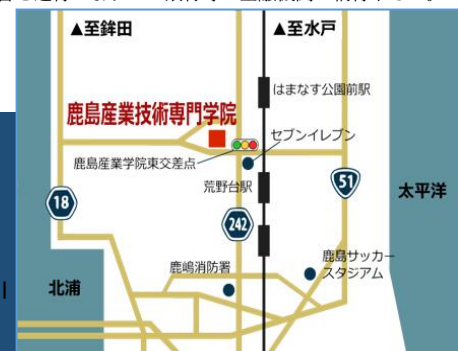 ▲至鉾田
▲至水戸
はまなす公園前駅
鹿島産業技術専門学院
セブンイレブン
鹿島産業学院東交差点
荒野台駅
51
18
太平洋
242
鹿島サッカー
スタジアム
鹿嶋消防署
北浦